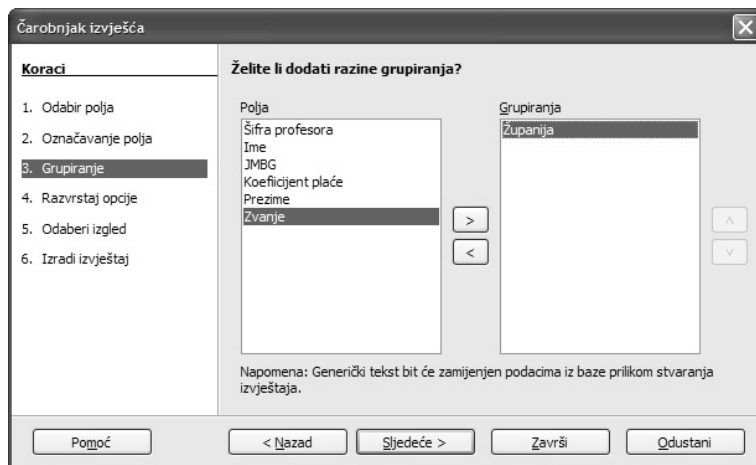 Čarobnjak izvješća
Koraci
1. Odabir polja
2. Označavanje polja
3. Grupiranje
4. Razvrstaj opcije
5. Odaberi izgled
6. Izradi izvještaj
Želite li dodati razine grupiranja?
Polja
Šifra profesora
Ime
JMBG
Koeficijent plaće
Prezime
Zvanje
>
<
Grupiranja
Županija
Napomena: Generički tekst bit će zamijenjen podacima iz baze prilikom stvaranja
izvještaja.
Pomoć
< Nazad
Sljedeće >
Završi
Odustani